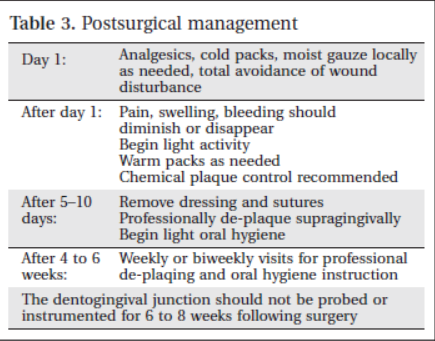 Table 3. Postsurgical management
Day 1: Analgesics, cold packs, moist gauze locally
as needed, total avoidance of wound
disturbance
After day 1: Pain, swelling, bleeding should
diminish or disappear
Begin light activity
Warm packs as needed
Chemical plaque control recommended
After 5–10 Remove dressing and sutures
days: Professionally de-plaque supragingivally
Begin light oral hygiene
After 4 to 6 Weekly or biweekly visits for professional
weeks: de-plaqing and oral hygiene instruction
The dentogingival junction should not be probed or
instrumented for 6 to 8 weeks following surgery